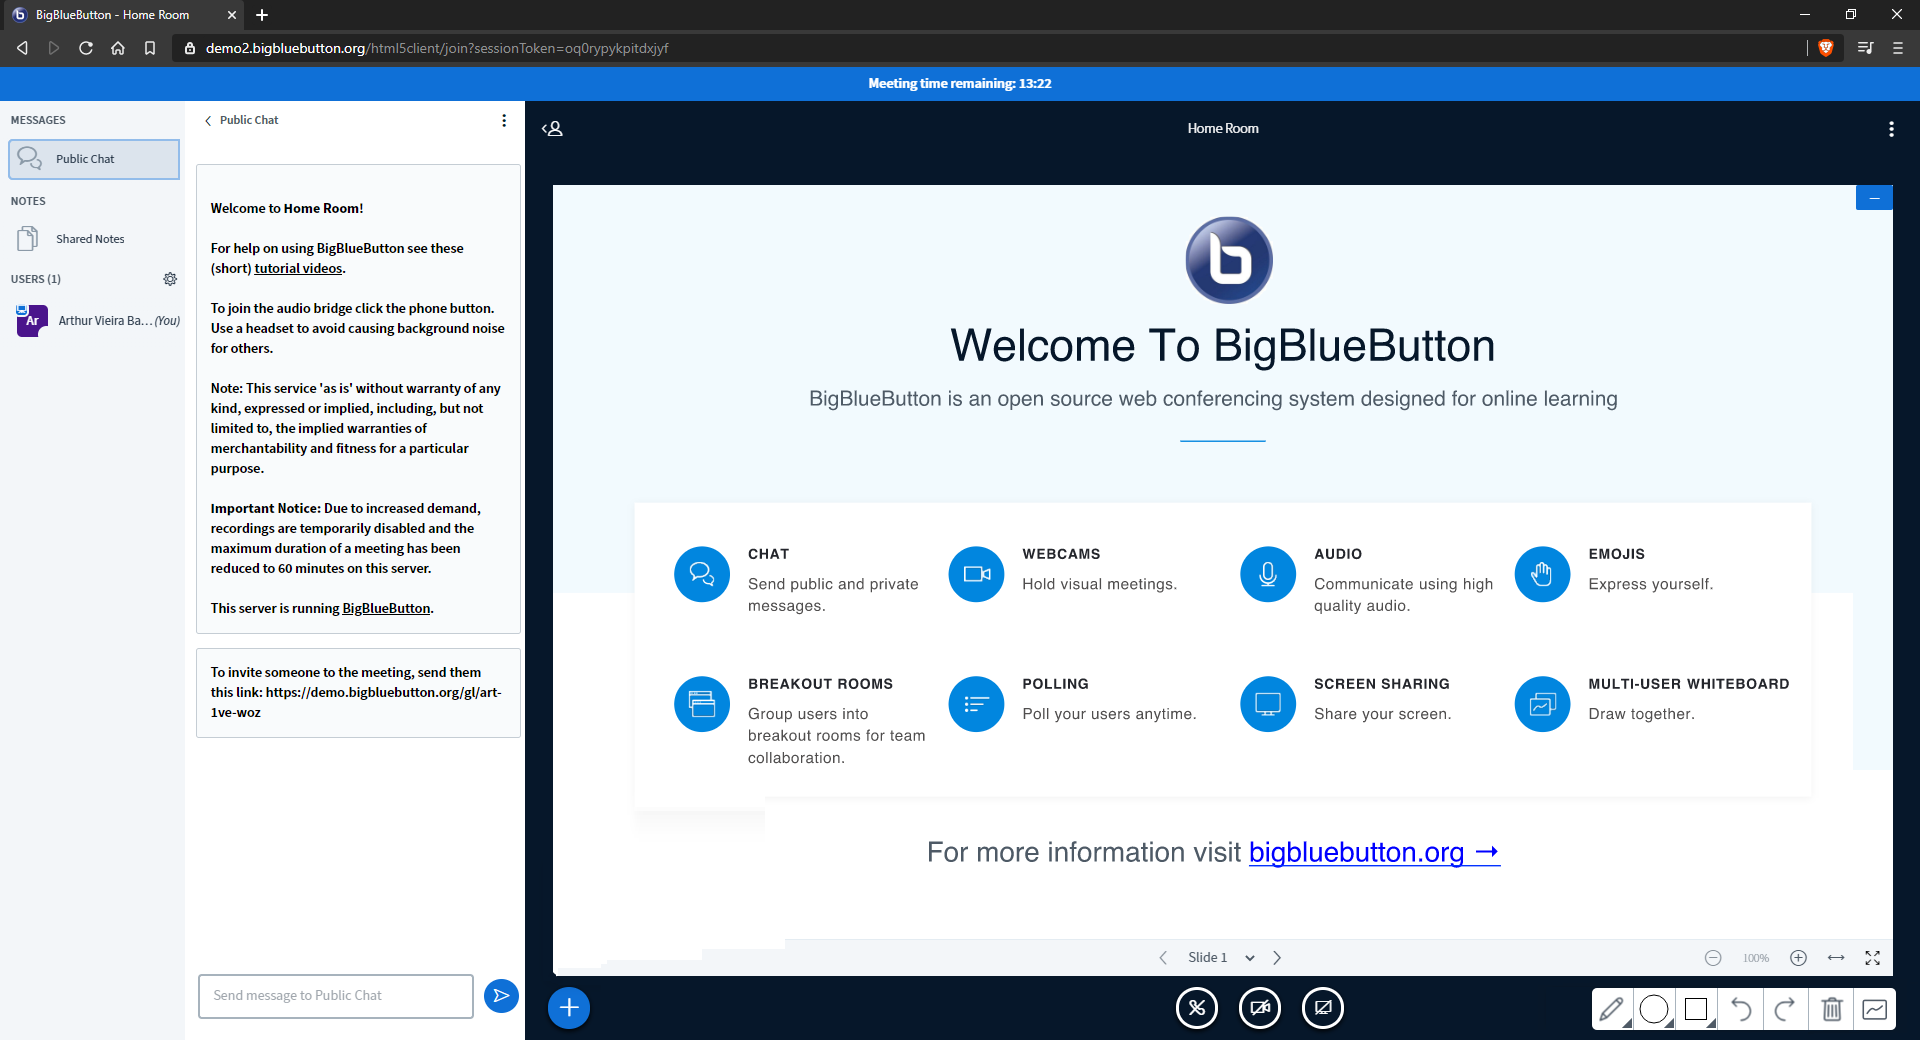 BigBlueButton - Home Room
demo2.bigbluebutton.org/html5client/join?sessionToken=oq0rypykpitdxjyf
Meeting time remaining: 13:22
MESSAGES
Public Chat
NOTES
Shared Notes
USERS (1)
Ar
Arthur Vieira Ba... (You)
Public Chat
Welcome to Home Room!
For help on using BigBlueButton see these
(short) tutorial videos.
To join the audio bridge click the phone button.
Use a headset to avoid causing background noise
for others.
Note: This service 'as is' without warranty of any
kind, expressed or implied, including, but not
limited to, the implied warranties of
merchantability and fitness for a particular
purpose.
Important Notice: Due to increased demand,
recordings are temporarily disabled and the
maximum duration of a meeting has been
reduced to 60 minutes on this server.
This server is running BigBlueButton.
To invite someone to the meeting, send them
this link: https://demo.bigbluebutton.org/gl/art-
1ve-woz
Send message to Public Chat
Home Room
b
Welcome To BigBlueButton
BigBlueButton is an open source web conferencing system designed for online learning
CHAT
Send public and private
messages.
WEBCAMS
Hold visual meetings.
AUDIO
Communicate using high
quality audio.
EMOJIS
Express yourself.
BREAKOUT ROOMS
Group users into
breakout rooms for team
collaboration.
POLLING
Poll your users anytime.
SCREEN SHARING
Share your screen.
MULTI-USER WHITEBOARD
Draw together.
For more information visit bigbluebutton.org →
Slide 1
100%